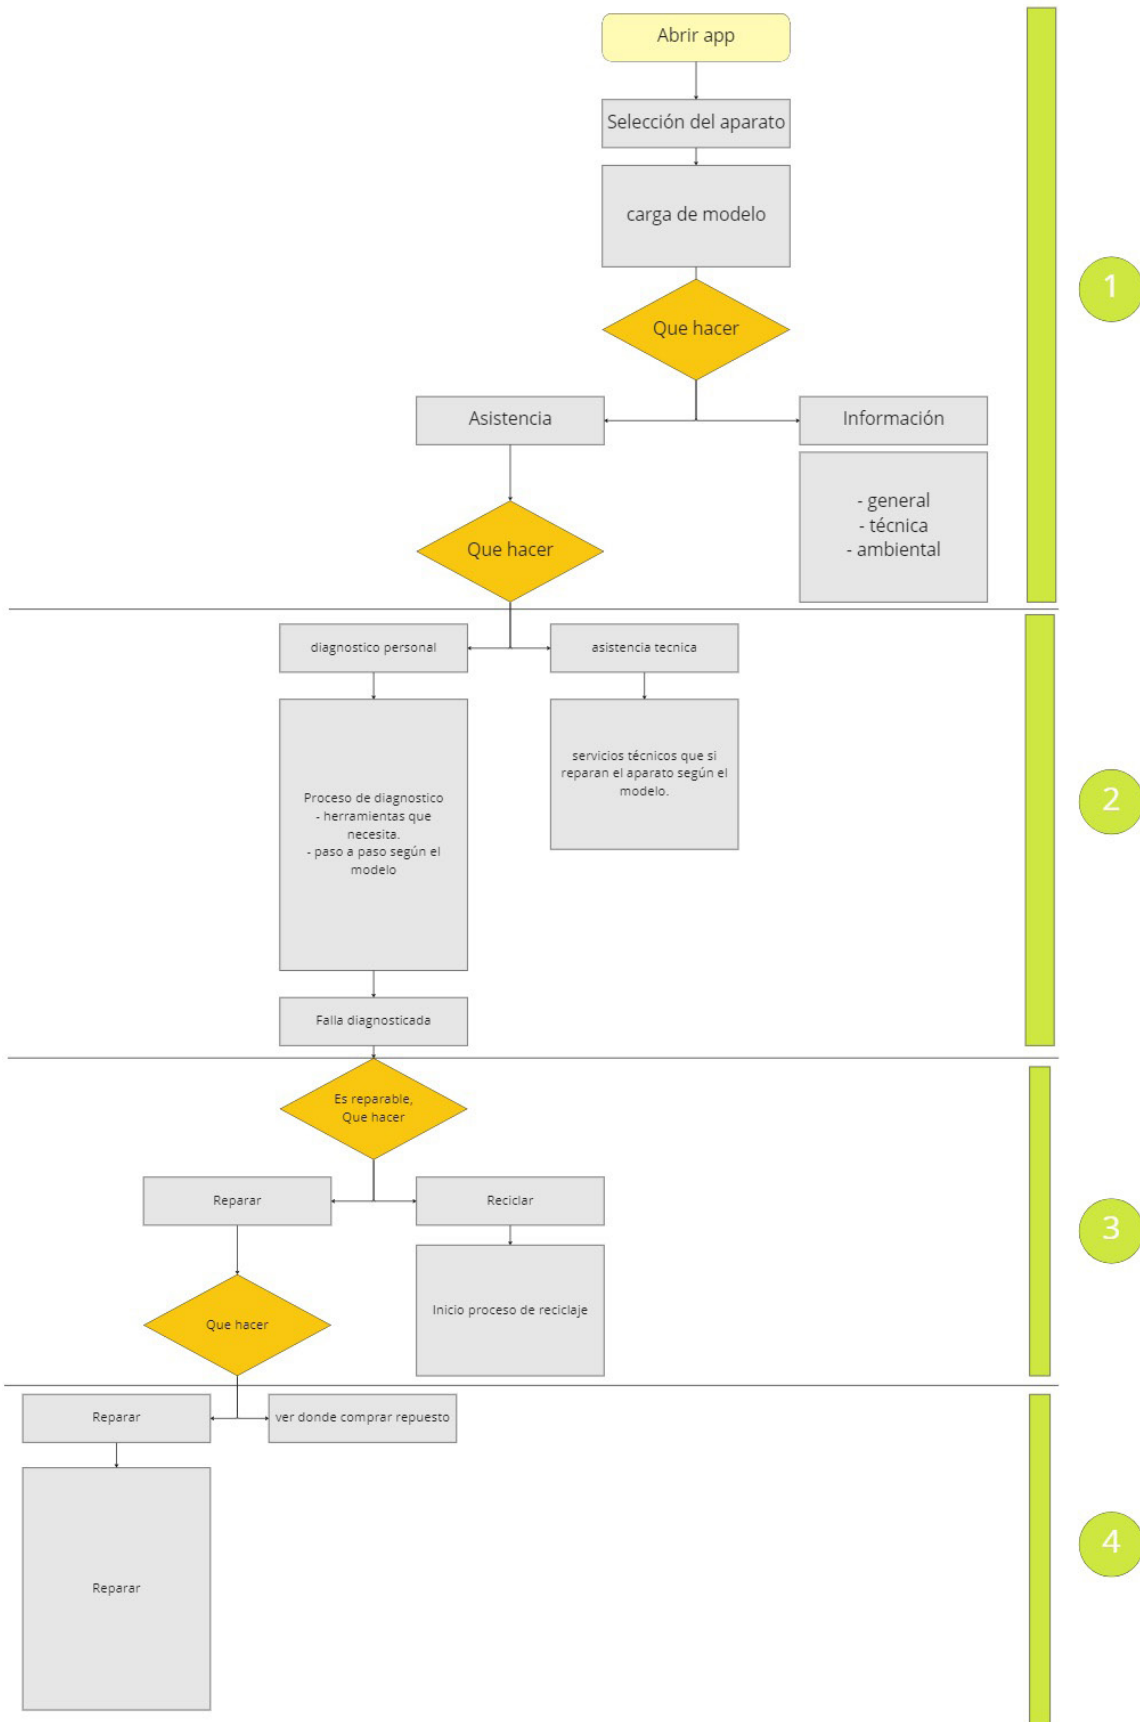 Abrir app
Selección del aparato
carga de modelo
1
Que hacer
Asistencia
Información
- general
- técnica
- ambiental
Que hacer
diagnostico personal
asistencia tecnica
servicios técnicos que si
reparan el aparato según el
modelo.
Proceso de diagnostico
- herramientas que
necesita.
- paso a paso según el
modelo
2
Falla diagnosticada
Es reparable,
Que hacer
Reparar
Reciclar
3
Inicio proceso de reciclaje
Que hacer
Reparar
ver donde comprar repuesto
4
Reparar